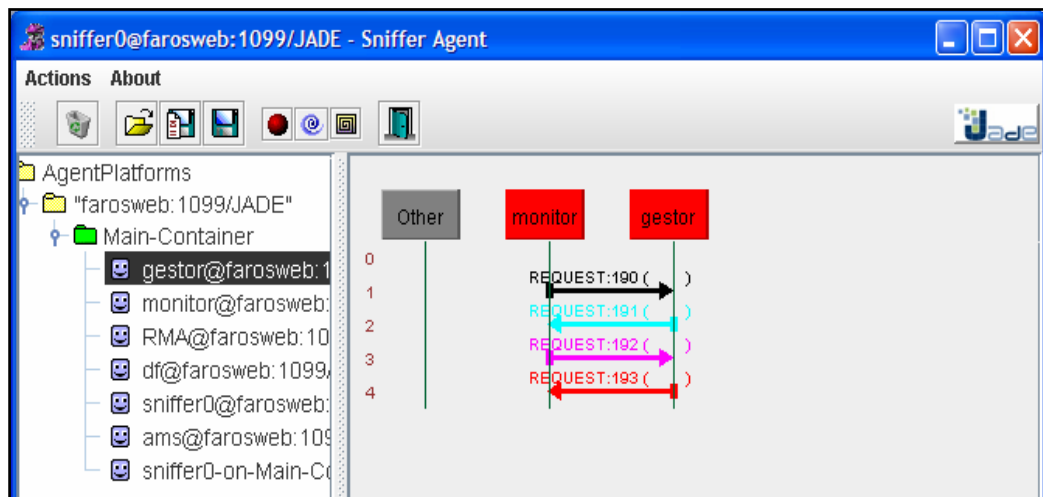 sniffer0@farosweb:1099/JADE - Sniffer Agent
Actions About
Jade
AgentPlatforms
"farosweb:1099/JADE"
Main-Container
gestor@farosweb:1
monitor@farosweb:
RMA@farosweb:10
df@farosweb:1099/
sniffer0@farosweb:
ams@farosweb:109
sniffer0-on-Main-Co
Other monitor gestor
0
REQUEST:190 ( )
1
REQUEST:191 ( )
2
REQUEST:192 ( )
3
REQUEST:193 ( )
4